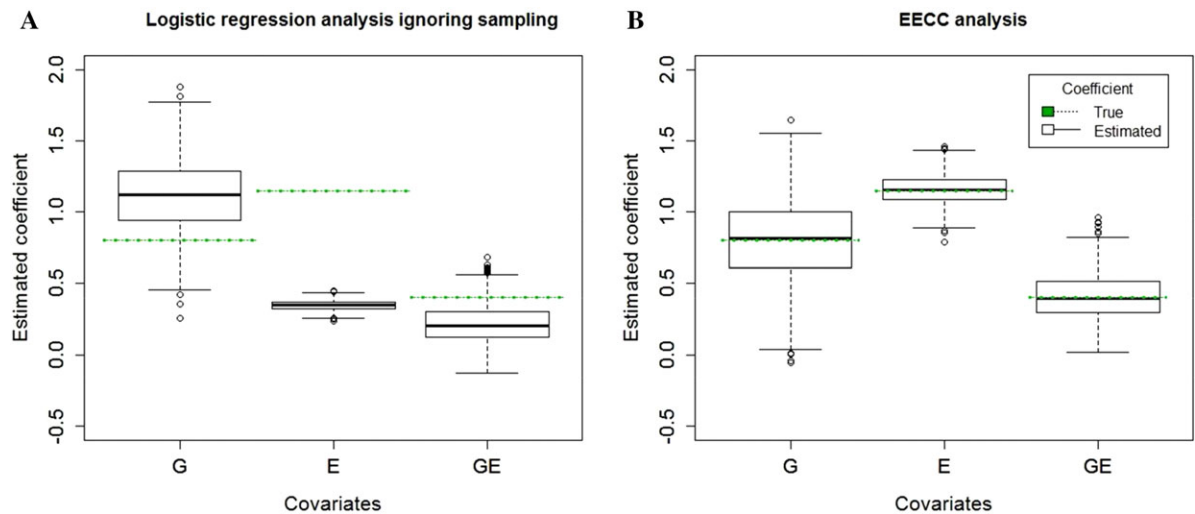 A
Logistic regression analysis ignoring sampling
Estimated coefficient
2.0
1.5
1.0
0.5
0.0
-0.5
G E GE
Covariates
B
EECC analysis
Estimated coefficient
2.0
1.5
1.0
0.5
0.0
-0.5
Coefficient
True
Estimated
G E GE
Covariates